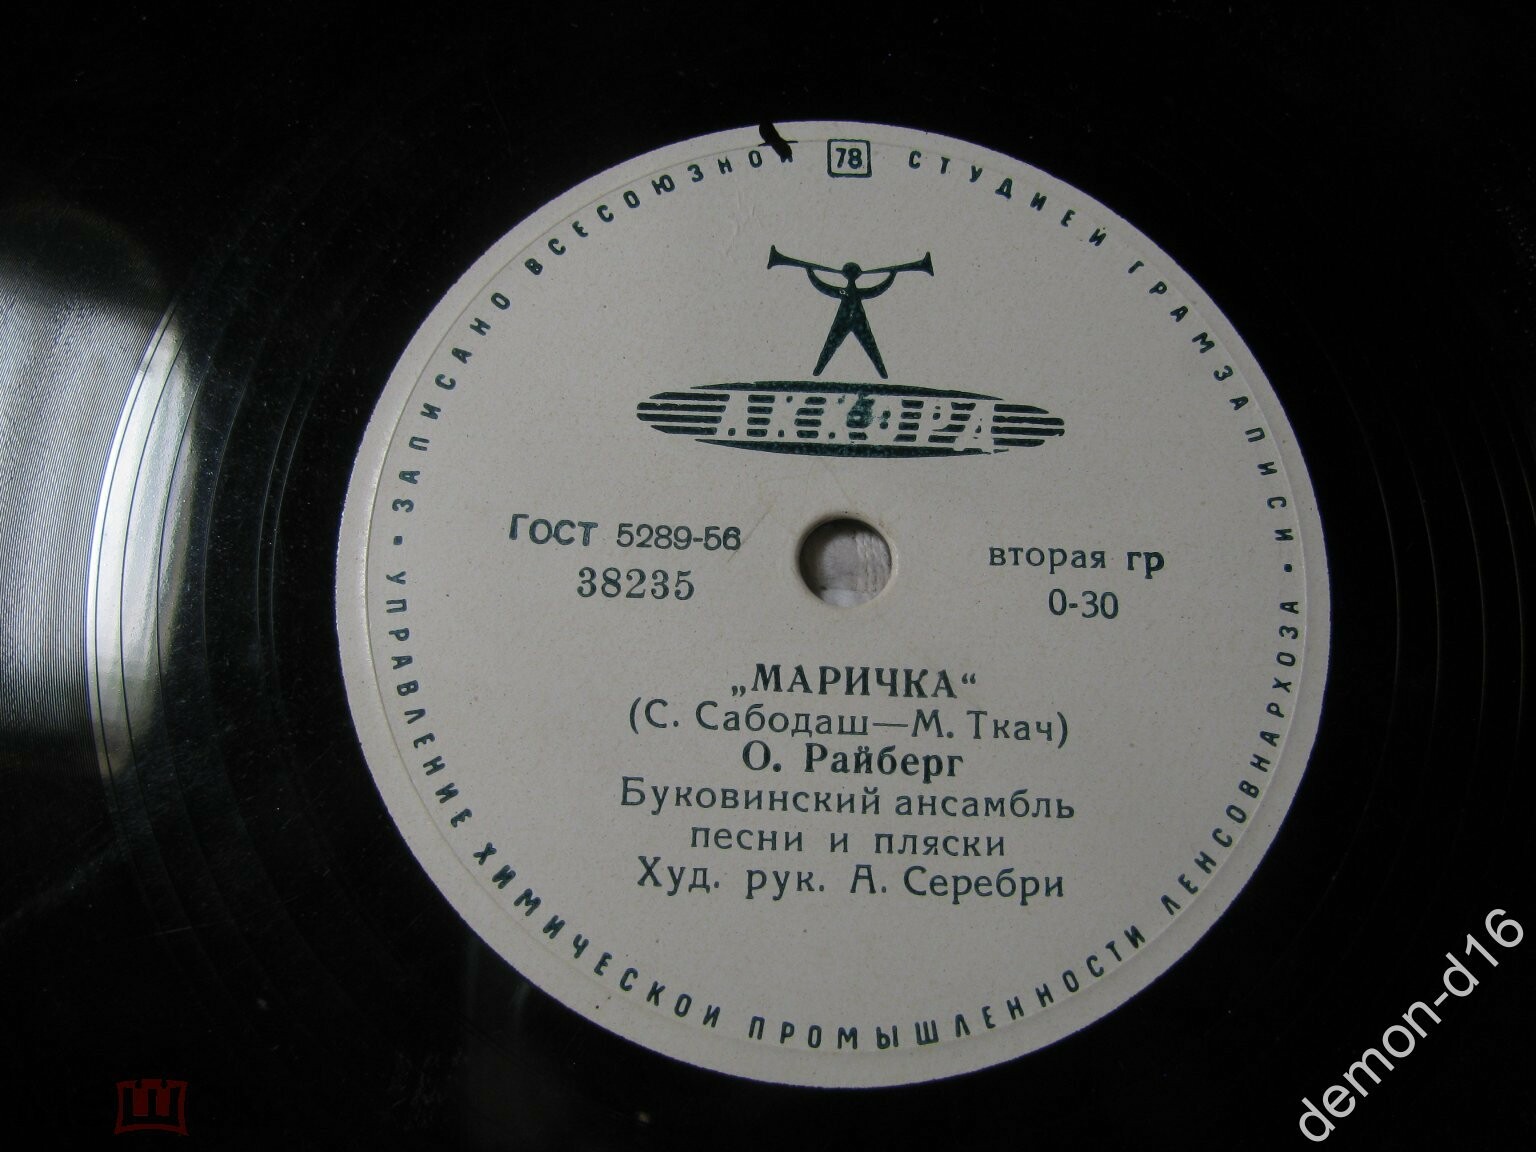 ЗАПИСАНО ВСЕСОЮЗНОЙ 78 СТУДИЕЙ ГРАМЗАПИСИ
АККОРД
ГОСТ 5289-56
38235
вторая гр
0-30
„МАРИЧКА“
(С. Сабодаш—М. Ткач)
О. Райберг
Буковинский ансамбль
песни и пляски
Худ. рук. А. Серебри
УПРАВЛЕНИЕ ХИМИЧЕСКОЙ ПРОМЫШЛЕННОСТИ ЛЕНСОВНАРХОЗА
demon-d16